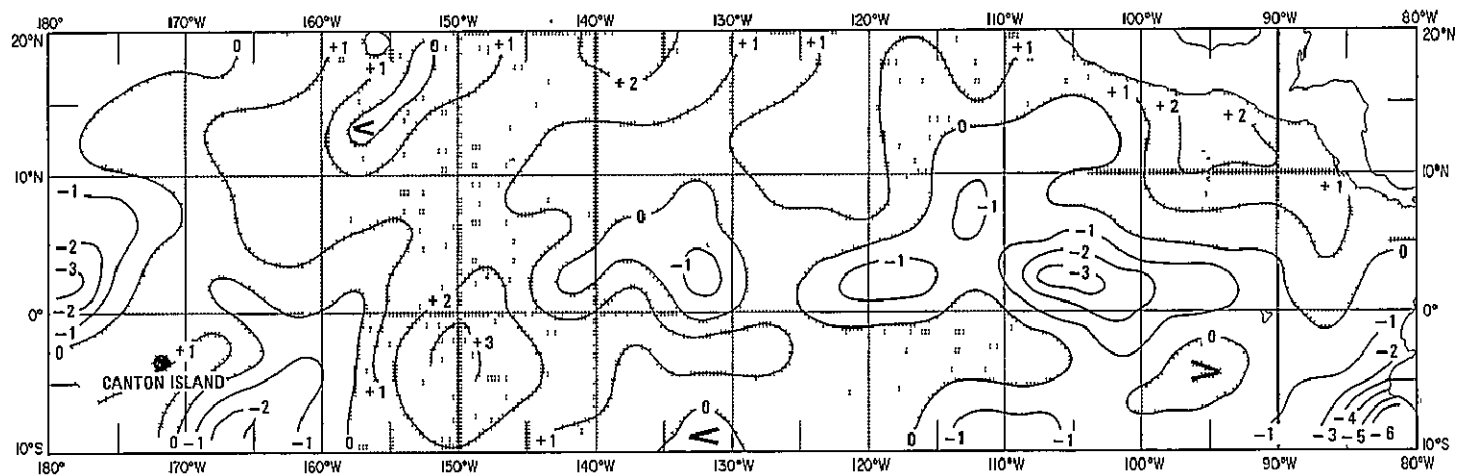 180° 170°W 160°W 150°W 140°W 130°W 120°W 110°W 100°W 90°W 80°W
20°N 0 +1 0 +1 +1 +1 +1 20°N
+1 +2
+1 +2 +2
< 0
10°N 10°N
-1 +1
0 -1
-2 -1 0
-3 -1 -1 -2
+2 -3
-2
0° 0°
-1 -1
0 +1 +3 0 -2
CANTON ISLAND >
-2 +1 0 -4
10°S 0 -1 -1 0 +1 < 0 -1 -1 -1 -3 -5 -6 10°S
180° 170°W 160°W 150°W 140°W 130°W 120°W 110°W 100°W 90°W 80°W